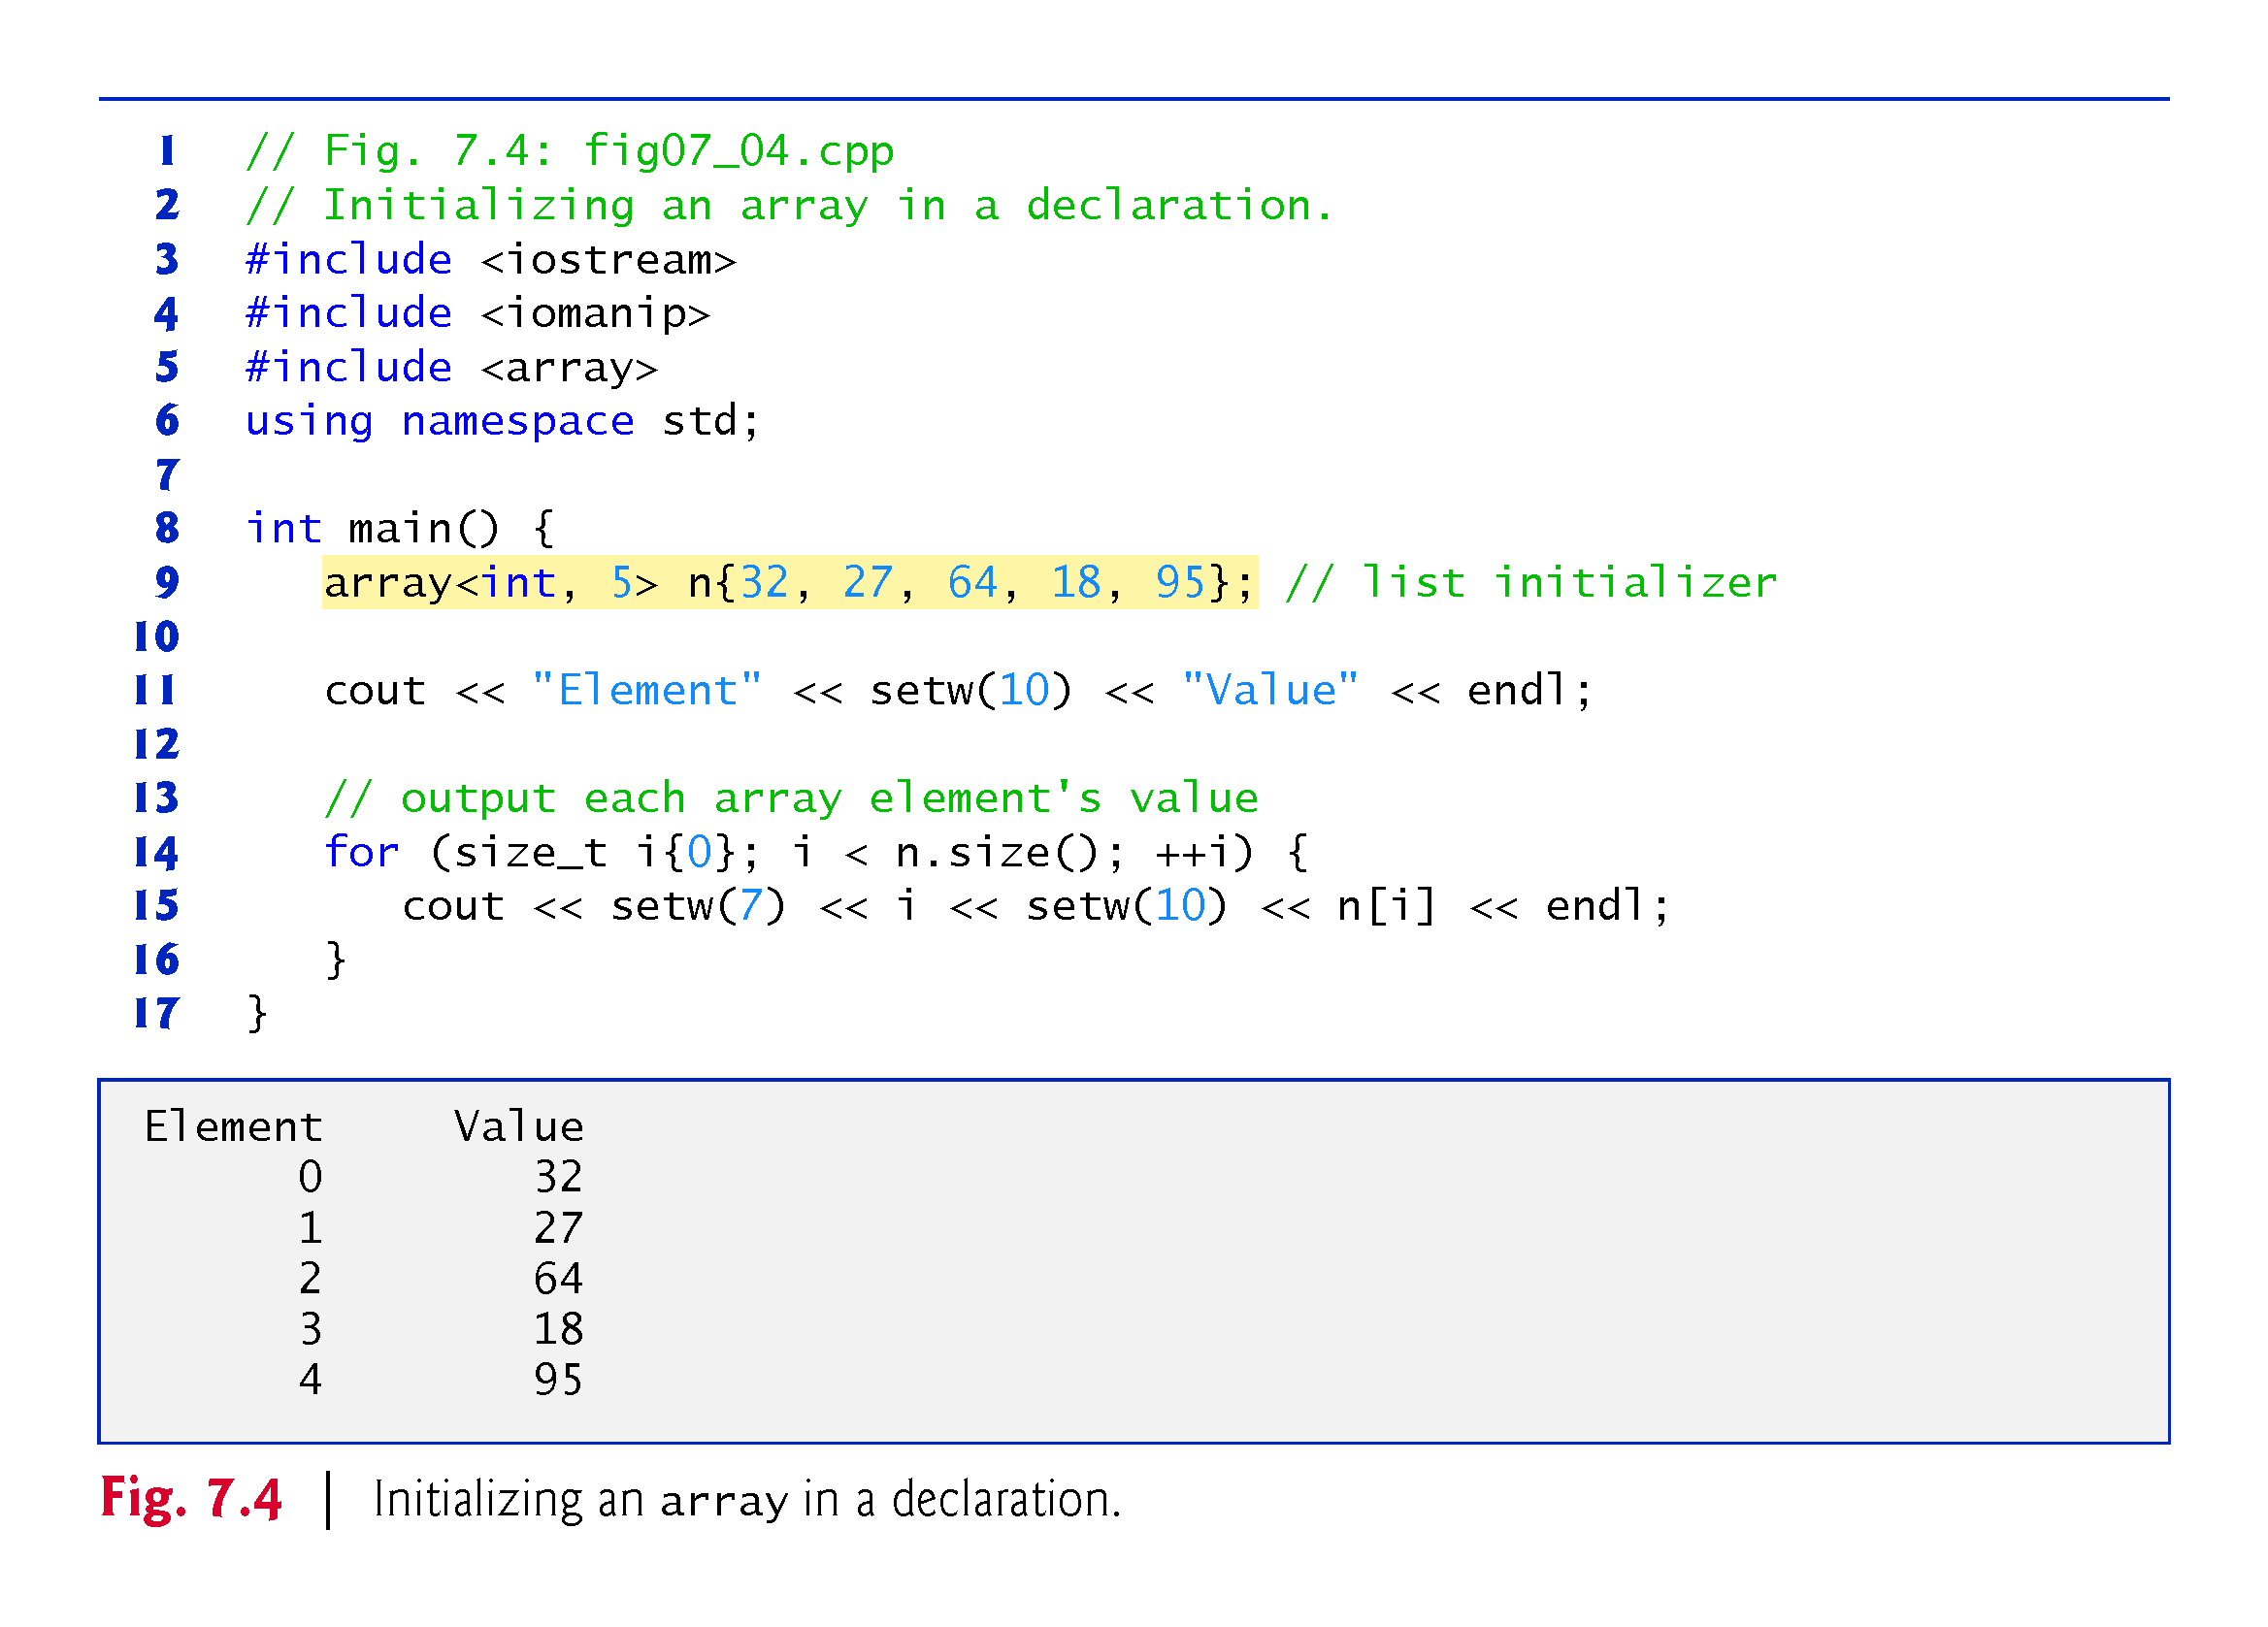 1 // Fig. 7.4: fig07_04.cpp
2 // Initializing an array in a declaration.
3 #include <iostream>
4 #include <iomanip>
5 #include <array>
6 using namespace std;
7
8 int main() {
9    array<int, 5> n{32, 27, 64, 18, 95}; // list initializer
10
11    cout << "Element" << setw(10) << "Value" << endl;
12
13    // output each array element's value
14    for (size_t i{0}; i < n.size(); ++i) {
15       cout << setw(7) << i << setw(10) << n[i] << endl;
16    }
17 }
Element     Value
      0        32
      1        27
      2        64
      3        18
      4        95
Fig. 7.4 | Initializing an array in a declaration.